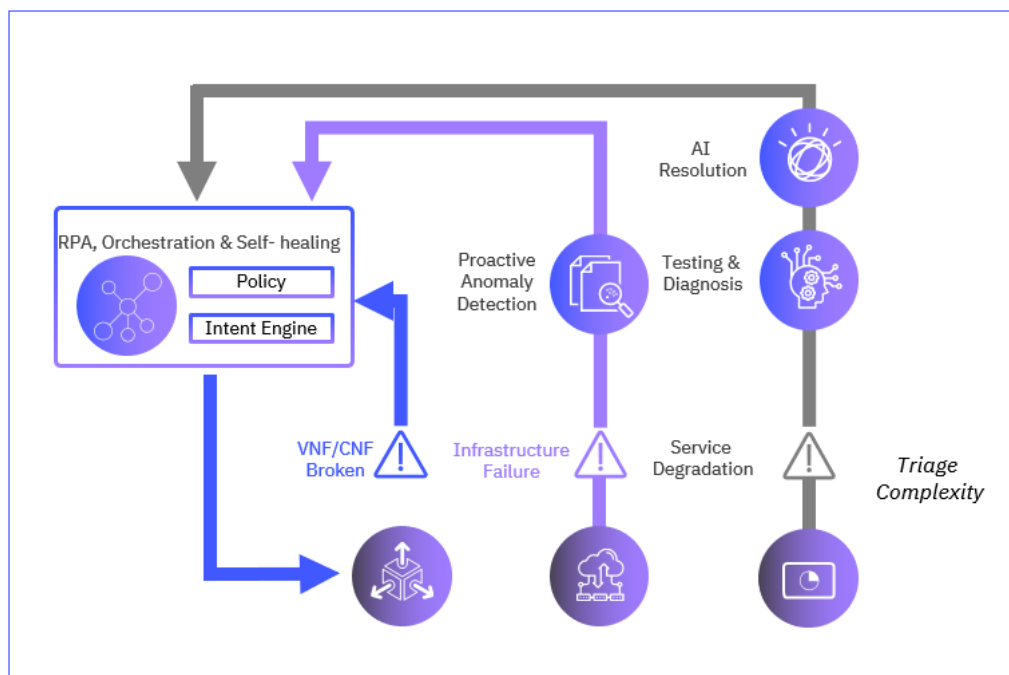 AI
Resolution
RPA, Orchestration & Self- healing
Policy
Intent Engine
Proactive
Anomaly
Detection
Testing &
Diagnosis
VNF/CNF
Broken
Infrastructure
Failure
Service
Degradation
Triage
Complexity